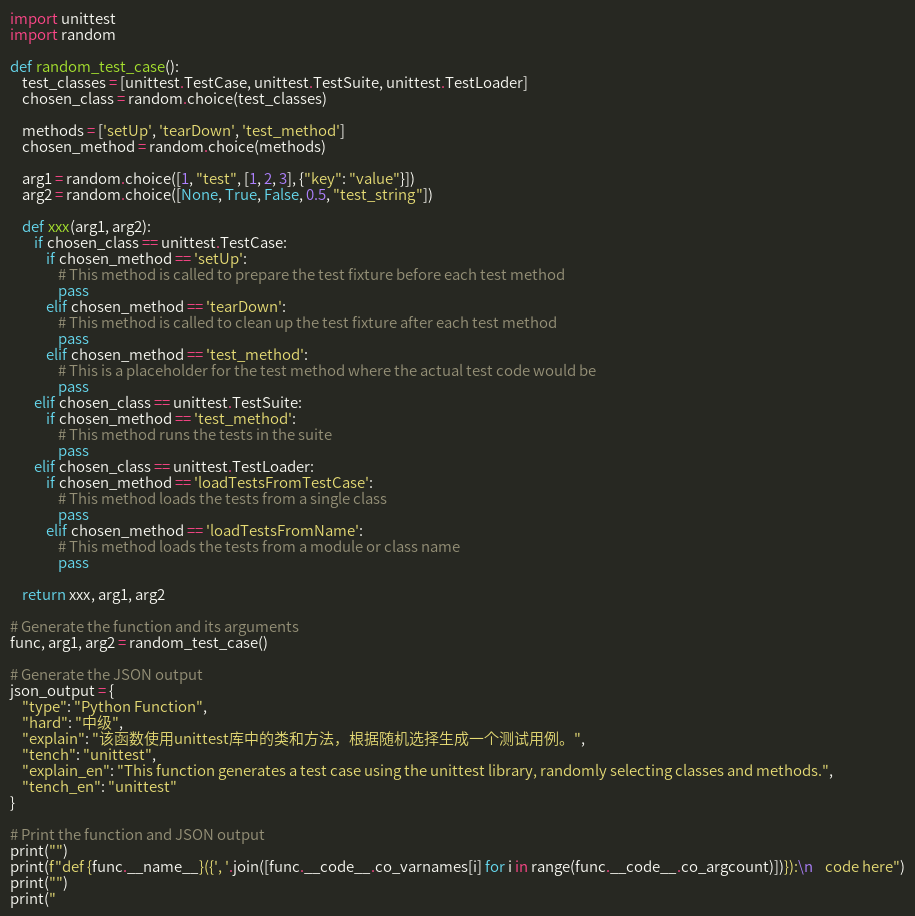 import unittest
import random

def random_test_case():
    test_classes = [unittest.TestCase, unittest.TestSuite, unittest.TestLoader]
    chosen_class = random.choice(test_classes)

    methods = ['setUp', 'tearDown', 'test_method']
    chosen_method = random.choice(methods)

    arg1 = random.choice([1, "test", [1, 2, 3], {"key": "value"}])
    arg2 = random.choice([None, True, False, 0.5, "test_string"])

    def xxx(arg1, arg2):
        if chosen_class == unittest.TestCase:
            if chosen_method == 'setUp':
                # This method is called to prepare the test fixture before each test method
                pass
            elif chosen_method == 'tearDown':
                # This method is called to clean up the test fixture after each test method
                pass
            elif chosen_method == 'test_method':
                # This is a placeholder for the test method where the actual test code would be
                pass
        elif chosen_class == unittest.TestSuite:
            if chosen_method == 'test_method':
                # This method runs the tests in the suite
                pass
        elif chosen_class == unittest.TestLoader:
            if chosen_method == 'loadTestsFromTestCase':
                # This method loads the tests from a single class
                pass
            elif chosen_method == 'loadTestsFromName':
                # This method loads the tests from a module or class name
                pass

    return xxx, arg1, arg2

# Generate the function and its arguments
func, arg1, arg2 = random_test_case()

# Generate the JSON output
json_output = {
    "type": "Python Function",
    "hard": "中级",
    "explain": "该函数使用unittest库中的类和方法，根据随机选择生成一个测试用例。",
    "tench": "unittest",
    "explain_en": "This function generates a test case using the unittest library, randomly selecting classes and methods.",
    "tench_en": "unittest"
}

# Print the function and JSON output
print("")
print(f"def {func.__name__}({', '.join([func.__code__.co_varnames[i] for i in range(func.__code__.co_argcount)])}):\n    code here")
print("")
print("